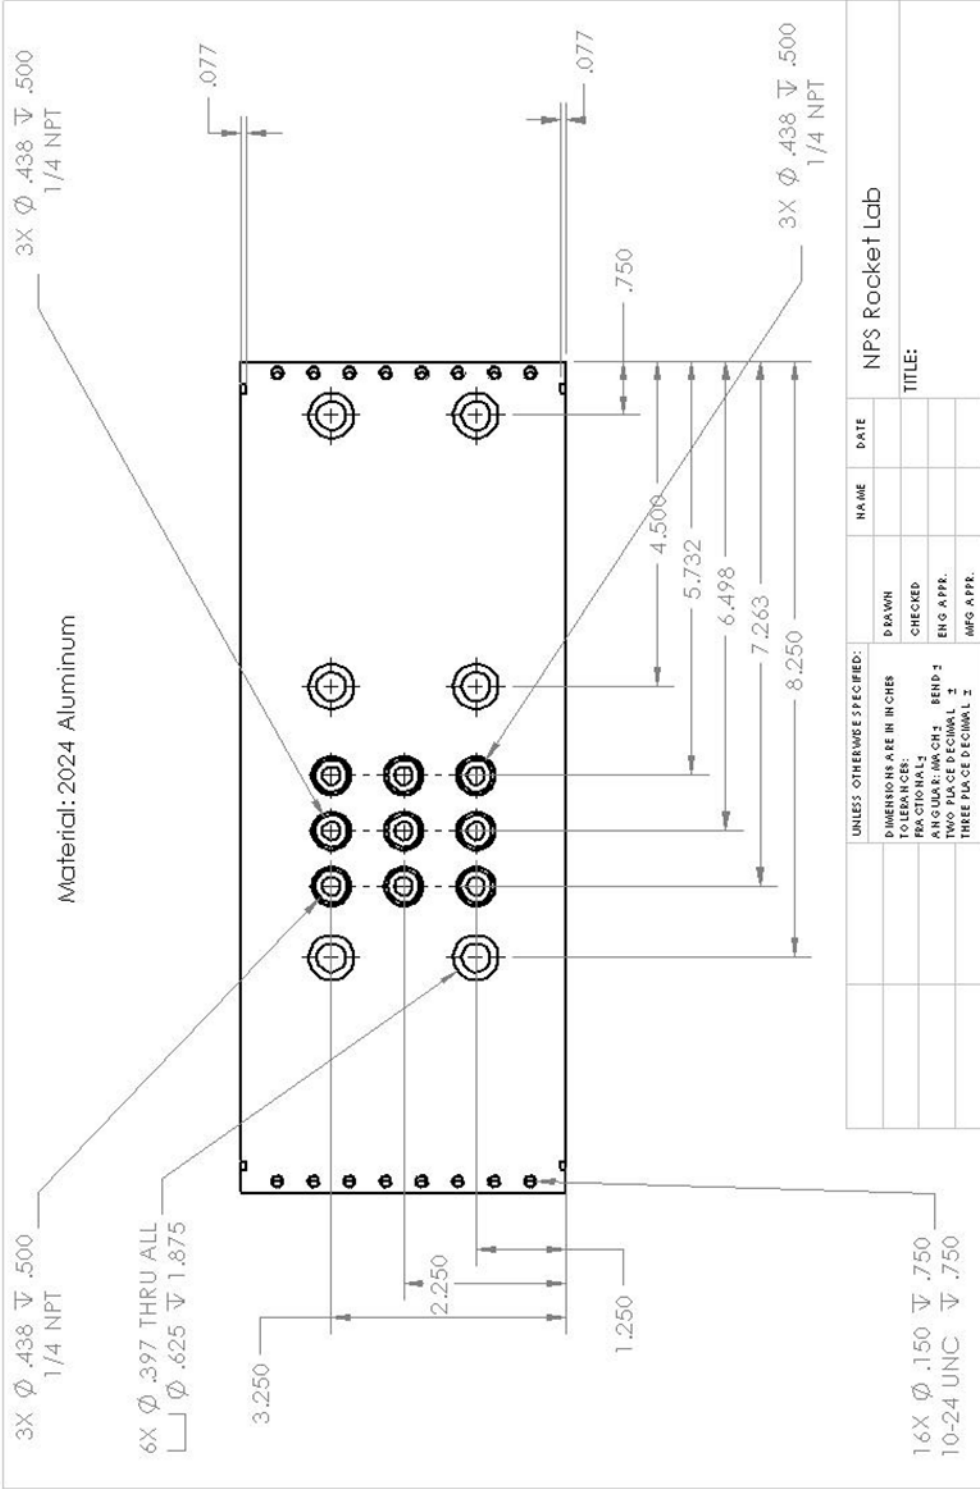 Material: 2024 Aluminum
3X Ø .438 ↧ .500
1/4 NPT
3X Ø .438 ↧ .500
1/4 NPT
.077
.077
3X Ø .438 ↧ .500
1/4 NPT
6X Ø .397 THRU ALL
⌴ Ø .625 ↧ 1.875
3.250
2.250
1.250
.750
4.500
5.732
6.498
7.263
8.250
16X Ø .150 ↧ .750
10-24 UNC ↧ .750
UNLESS OTHERWISE SPECIFIED:
DIMENSIONS ARE IN INCHES
TOLERANCES:
FRACTIONAL ±
ANGULAR: MACH ± BEND ±
TWO PLACE DECIMAL ±
THREE PLACE DECIMAL ±
NAME
DATE
DRAWN
CHECKED
ENG APPR.
MFG APPR.
NPS Rocket Lab
TITLE: